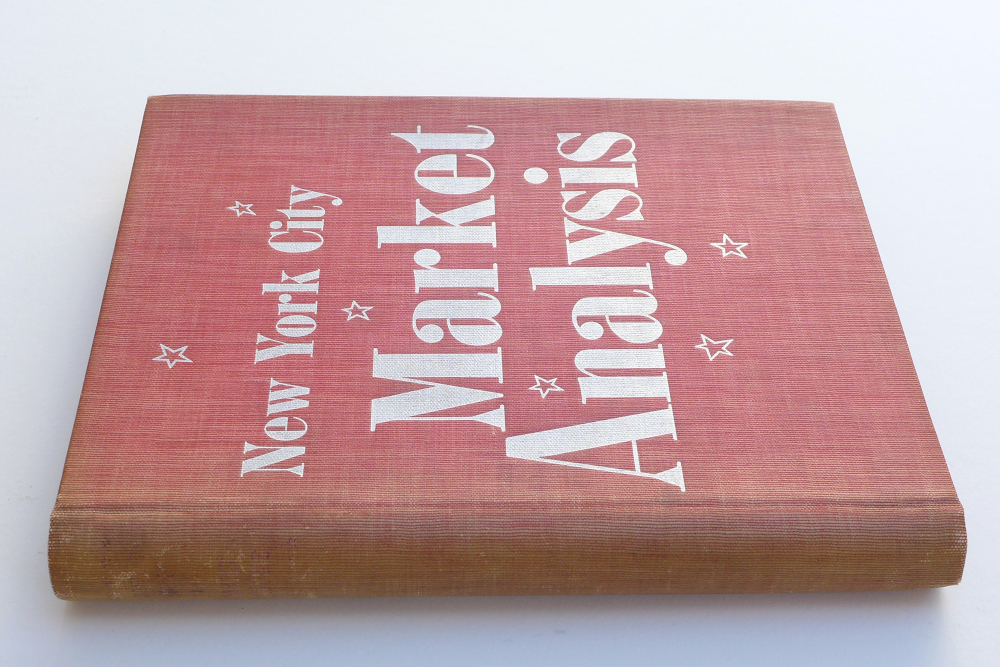 New York City
Market
Analysis